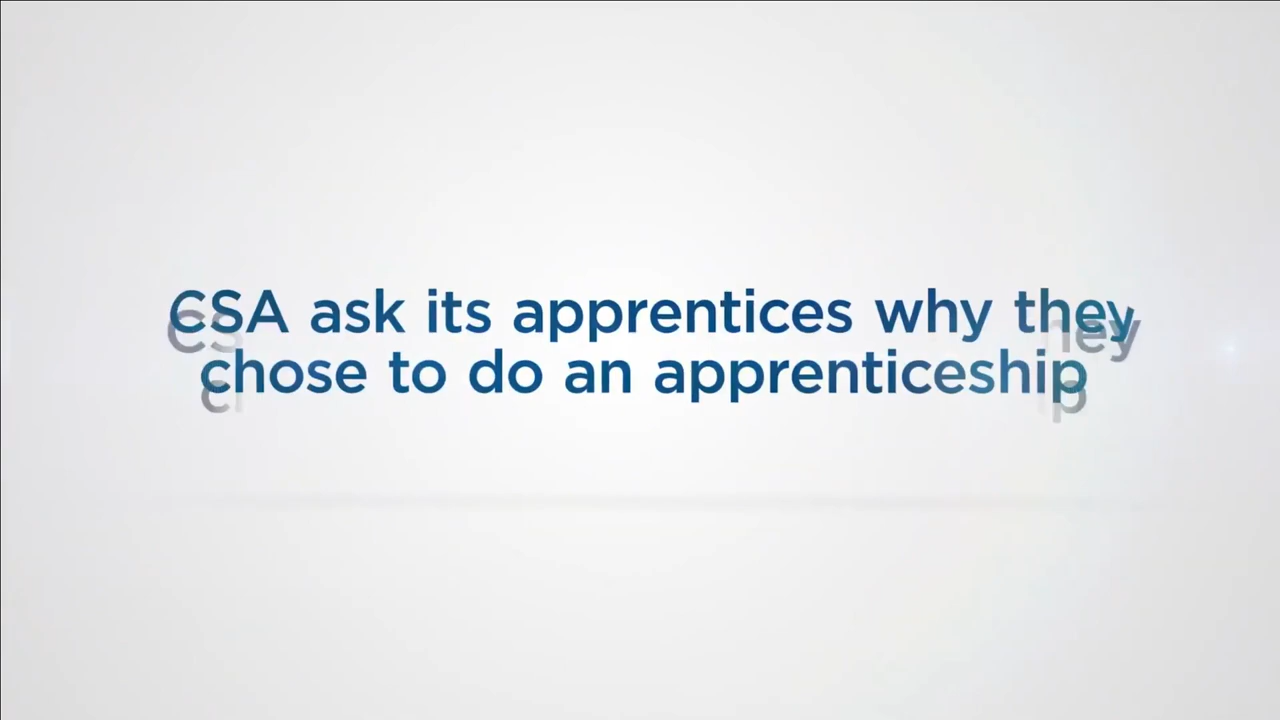 CSA ask its apprentices why they
chose to do an apprenticeship